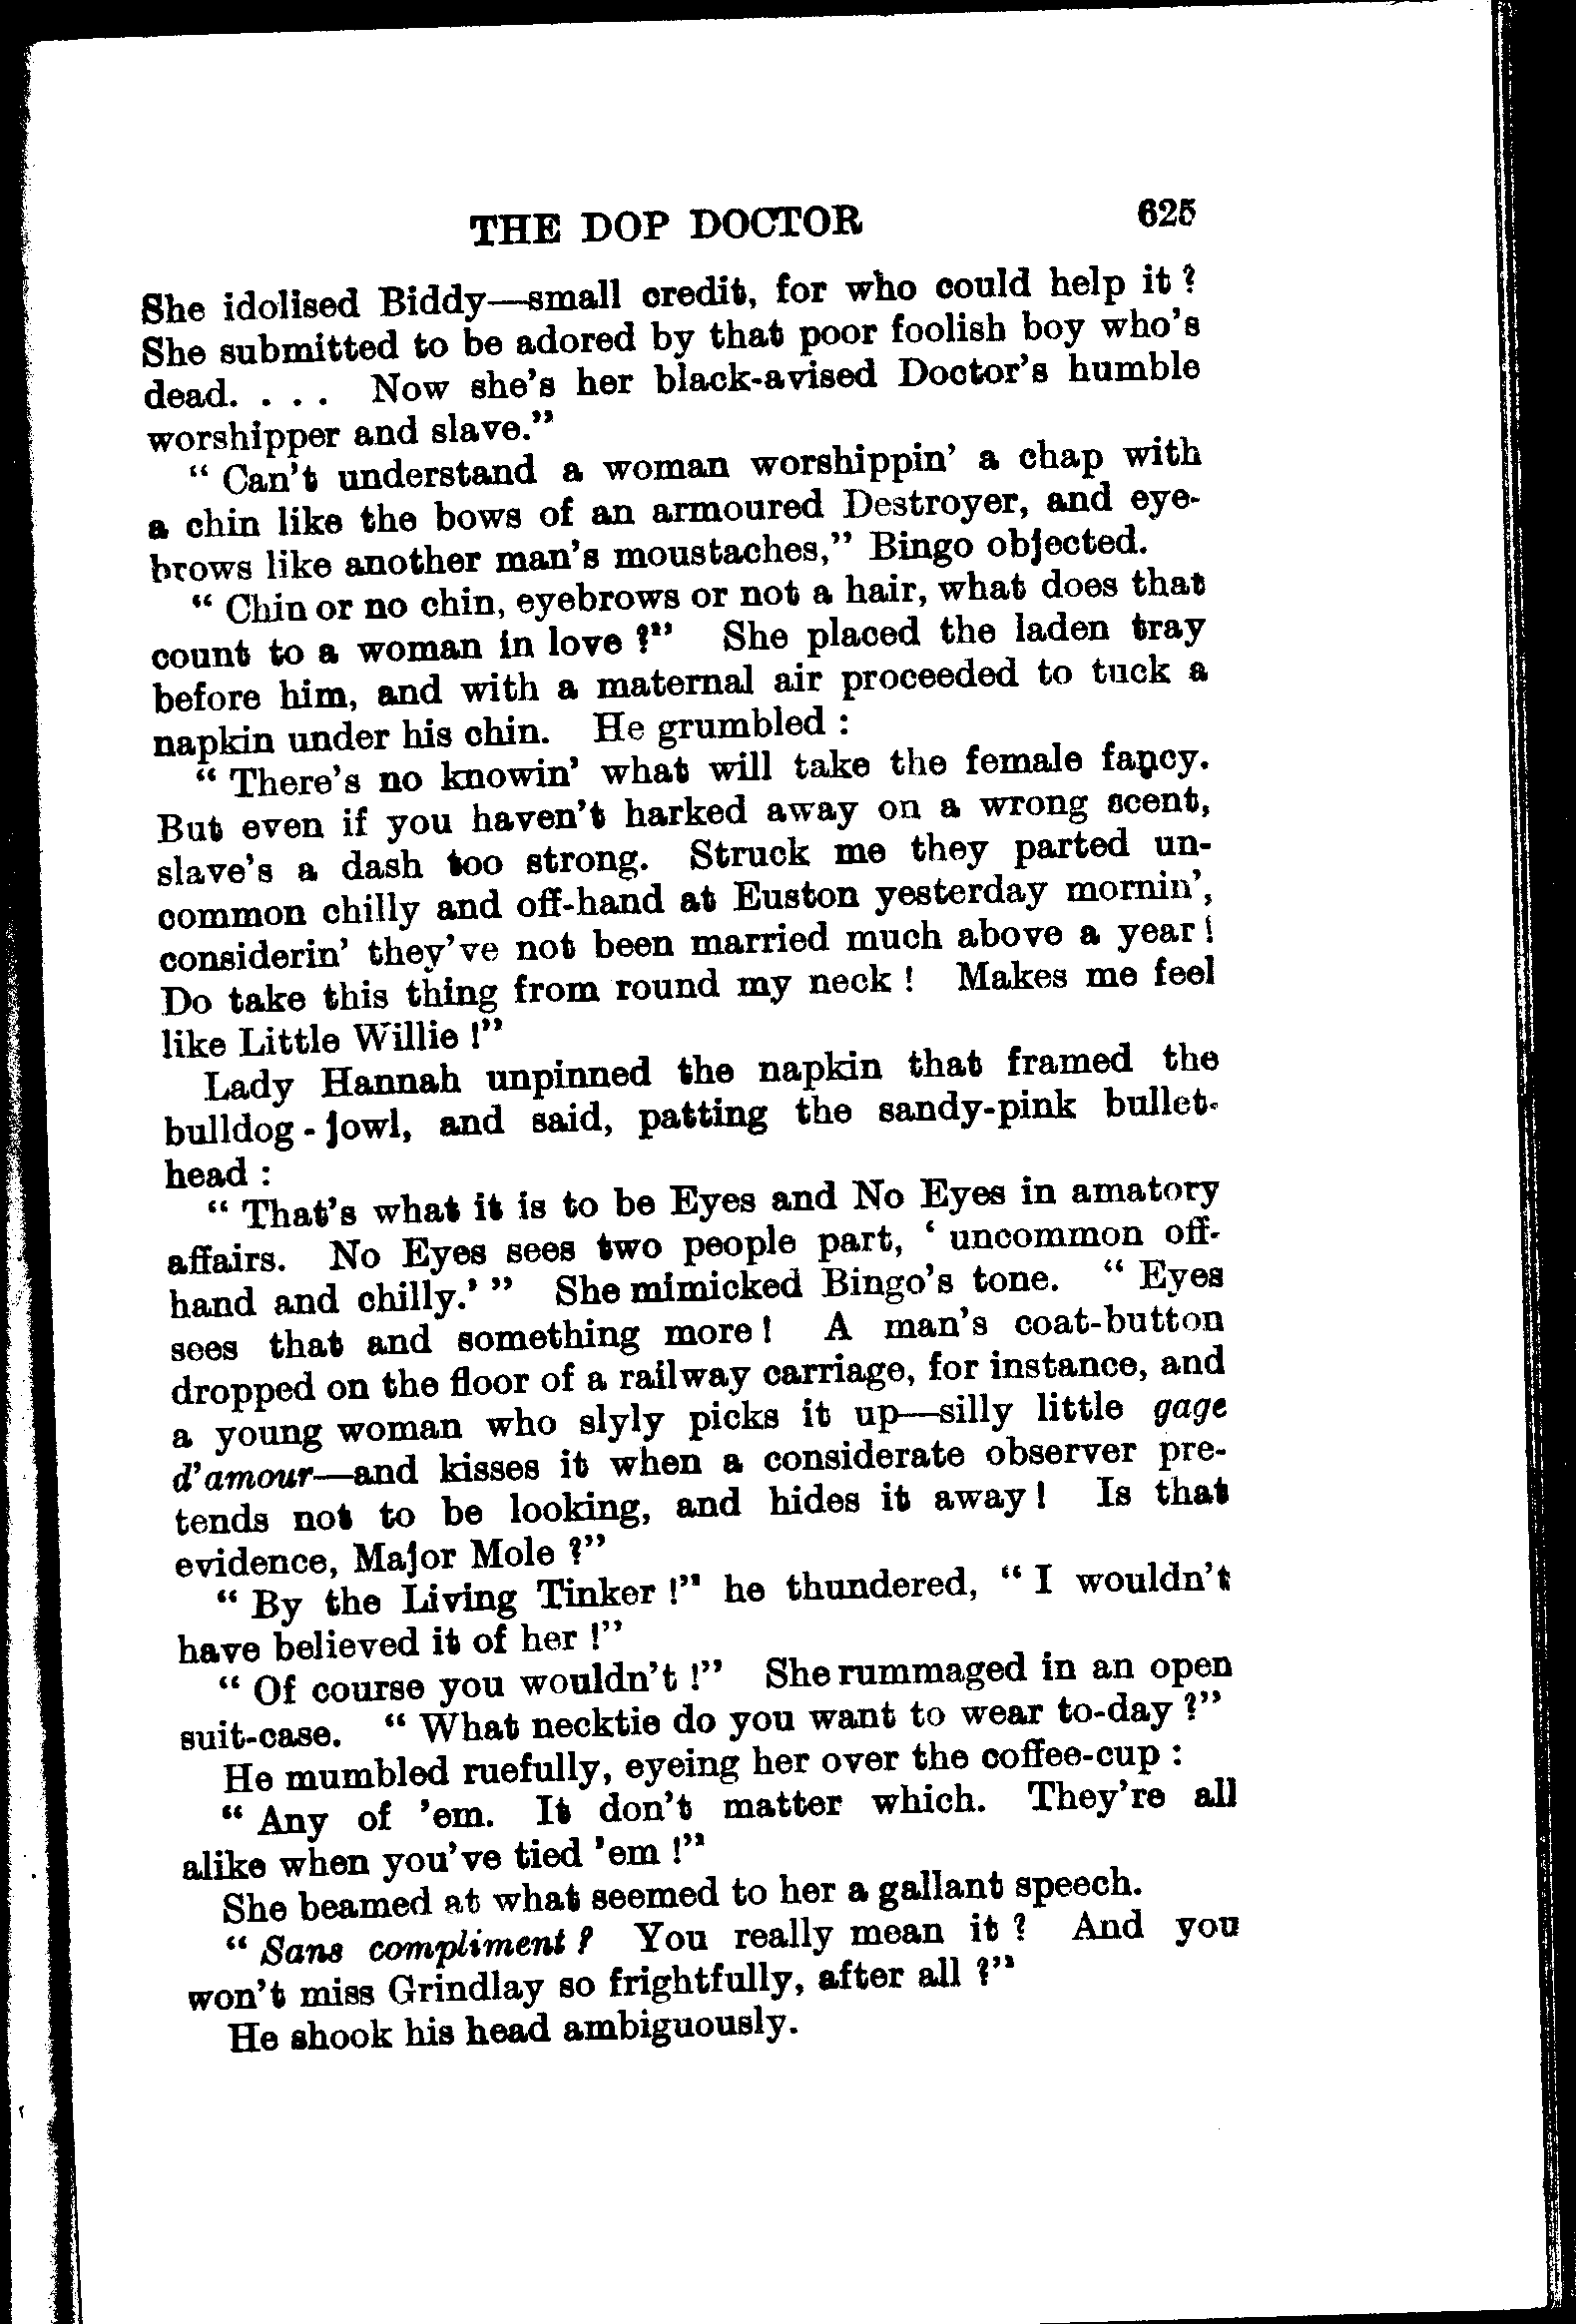 THE DOP DOCTOR 625
She idolised Biddy—small credit, for who could help it?
She submitted to be adored by that poor foolish boy who's
dead. . . . Now she's her black-avised Doctor's humble
worshipper and slave."
"Can't understand a woman worshippin' a chap with
a chin like the bows of an armoured Destroyer, and eye-
brows like another man's moustaches," Bingo objected.
"Chin or no chin, eyebrows or not a hair, what does that
count to a woman in love?" She placed the laden tray
before him, and with a maternal air proceeded to tuck a
napkin under his chin. He grumbled:
"There's no knowin' what will take the female fancy.
But even if you haven't harked away on a wrong scent,
slave's a dash too strong. Struck me they parted un-
common chilly and off-hand at Euston yesterday mornin',
considerin' they've not been married much above a year!
Do take this thing from round my neck! Makes me feel
like Little Willie!"
Lady Hannah unpinned the napkin that framed the
bulldog-jowl, and said, patting the sandy-pink bullet-
head:
"That's what it is to be Eyes and No Eyes in amatory
affairs. No Eyes sees two people part, 'uncommon off-
hand and chilly.'" She mimicked Bingo's tone. "Eyes
sees that and something more! A man's coat-button
dropped on the floor of a railway carriage, for instance, and
a young woman who slyly picks it up—silly little gage
d'amour—and kisses it when a considerate observer pre-
tends not to be looking, and hides it away! Is that
evidence, Major Mole?"
"By the Living Tinker!" he thundered, "I wouldn't
have believed it of her!"
"Of course you wouldn't!" She rummaged in an open
suit-case. "What necktie do you want to wear to-day?"
He mumbled ruefully, eyeing her over the coffee-cup:
"Any of 'em. It don't matter which. They're all
alike when you've tied 'em!"
She beamed at what seemed to her a gallant speech.
"Sans compliment? You really mean it? And you
won't miss Grindlay so frightfully, after all?"
He shook his head ambiguously.